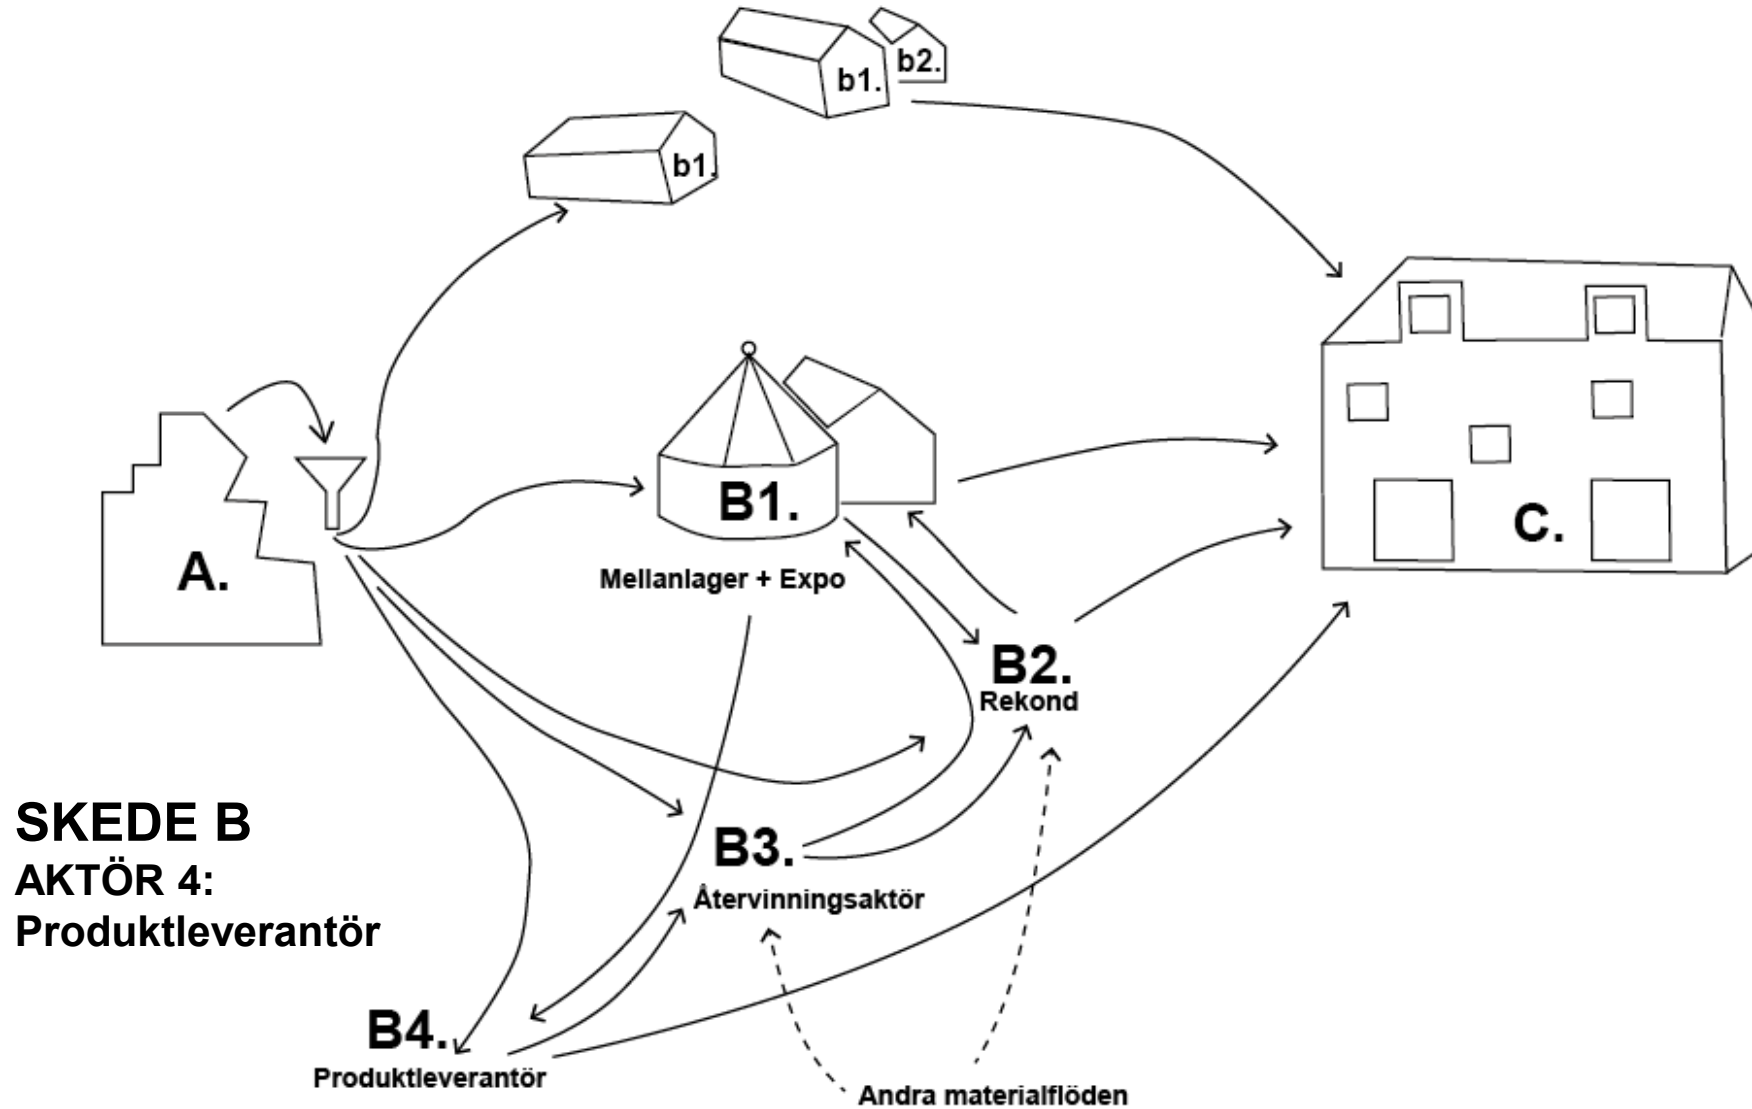 b1.
b2.
b1.
B1.
Mellanlager + Expo
A.
C.
B2.
Rekond
SKEDE B
AKTÖR 4:
Produktleverantör
B3.
Återvinningsaktör
B4.
Produktleverantör
Andra materialflöden